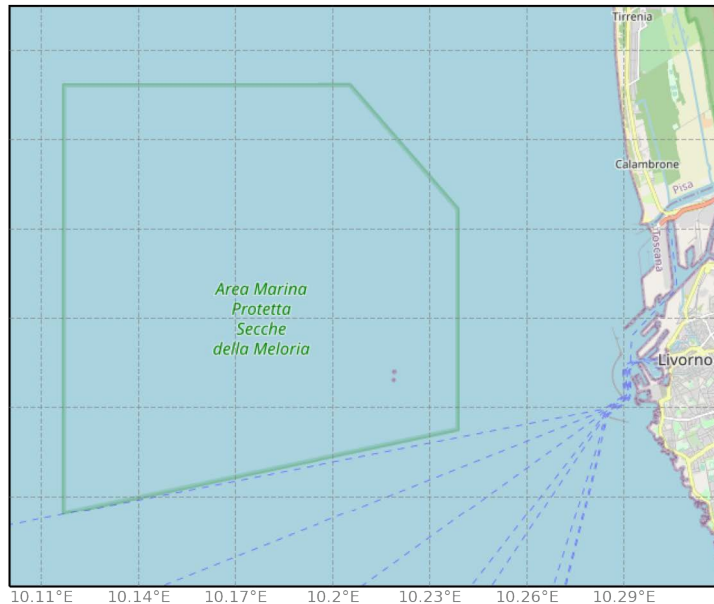 Tirrenia
Calambrone
Pisa
Toscana
Area Marina
Protetta
Secche
della Meloria
Livorno
10.11°E 10.14°E 10.17°E 10.2°E 10.23°E 10.26°E 10.29°E